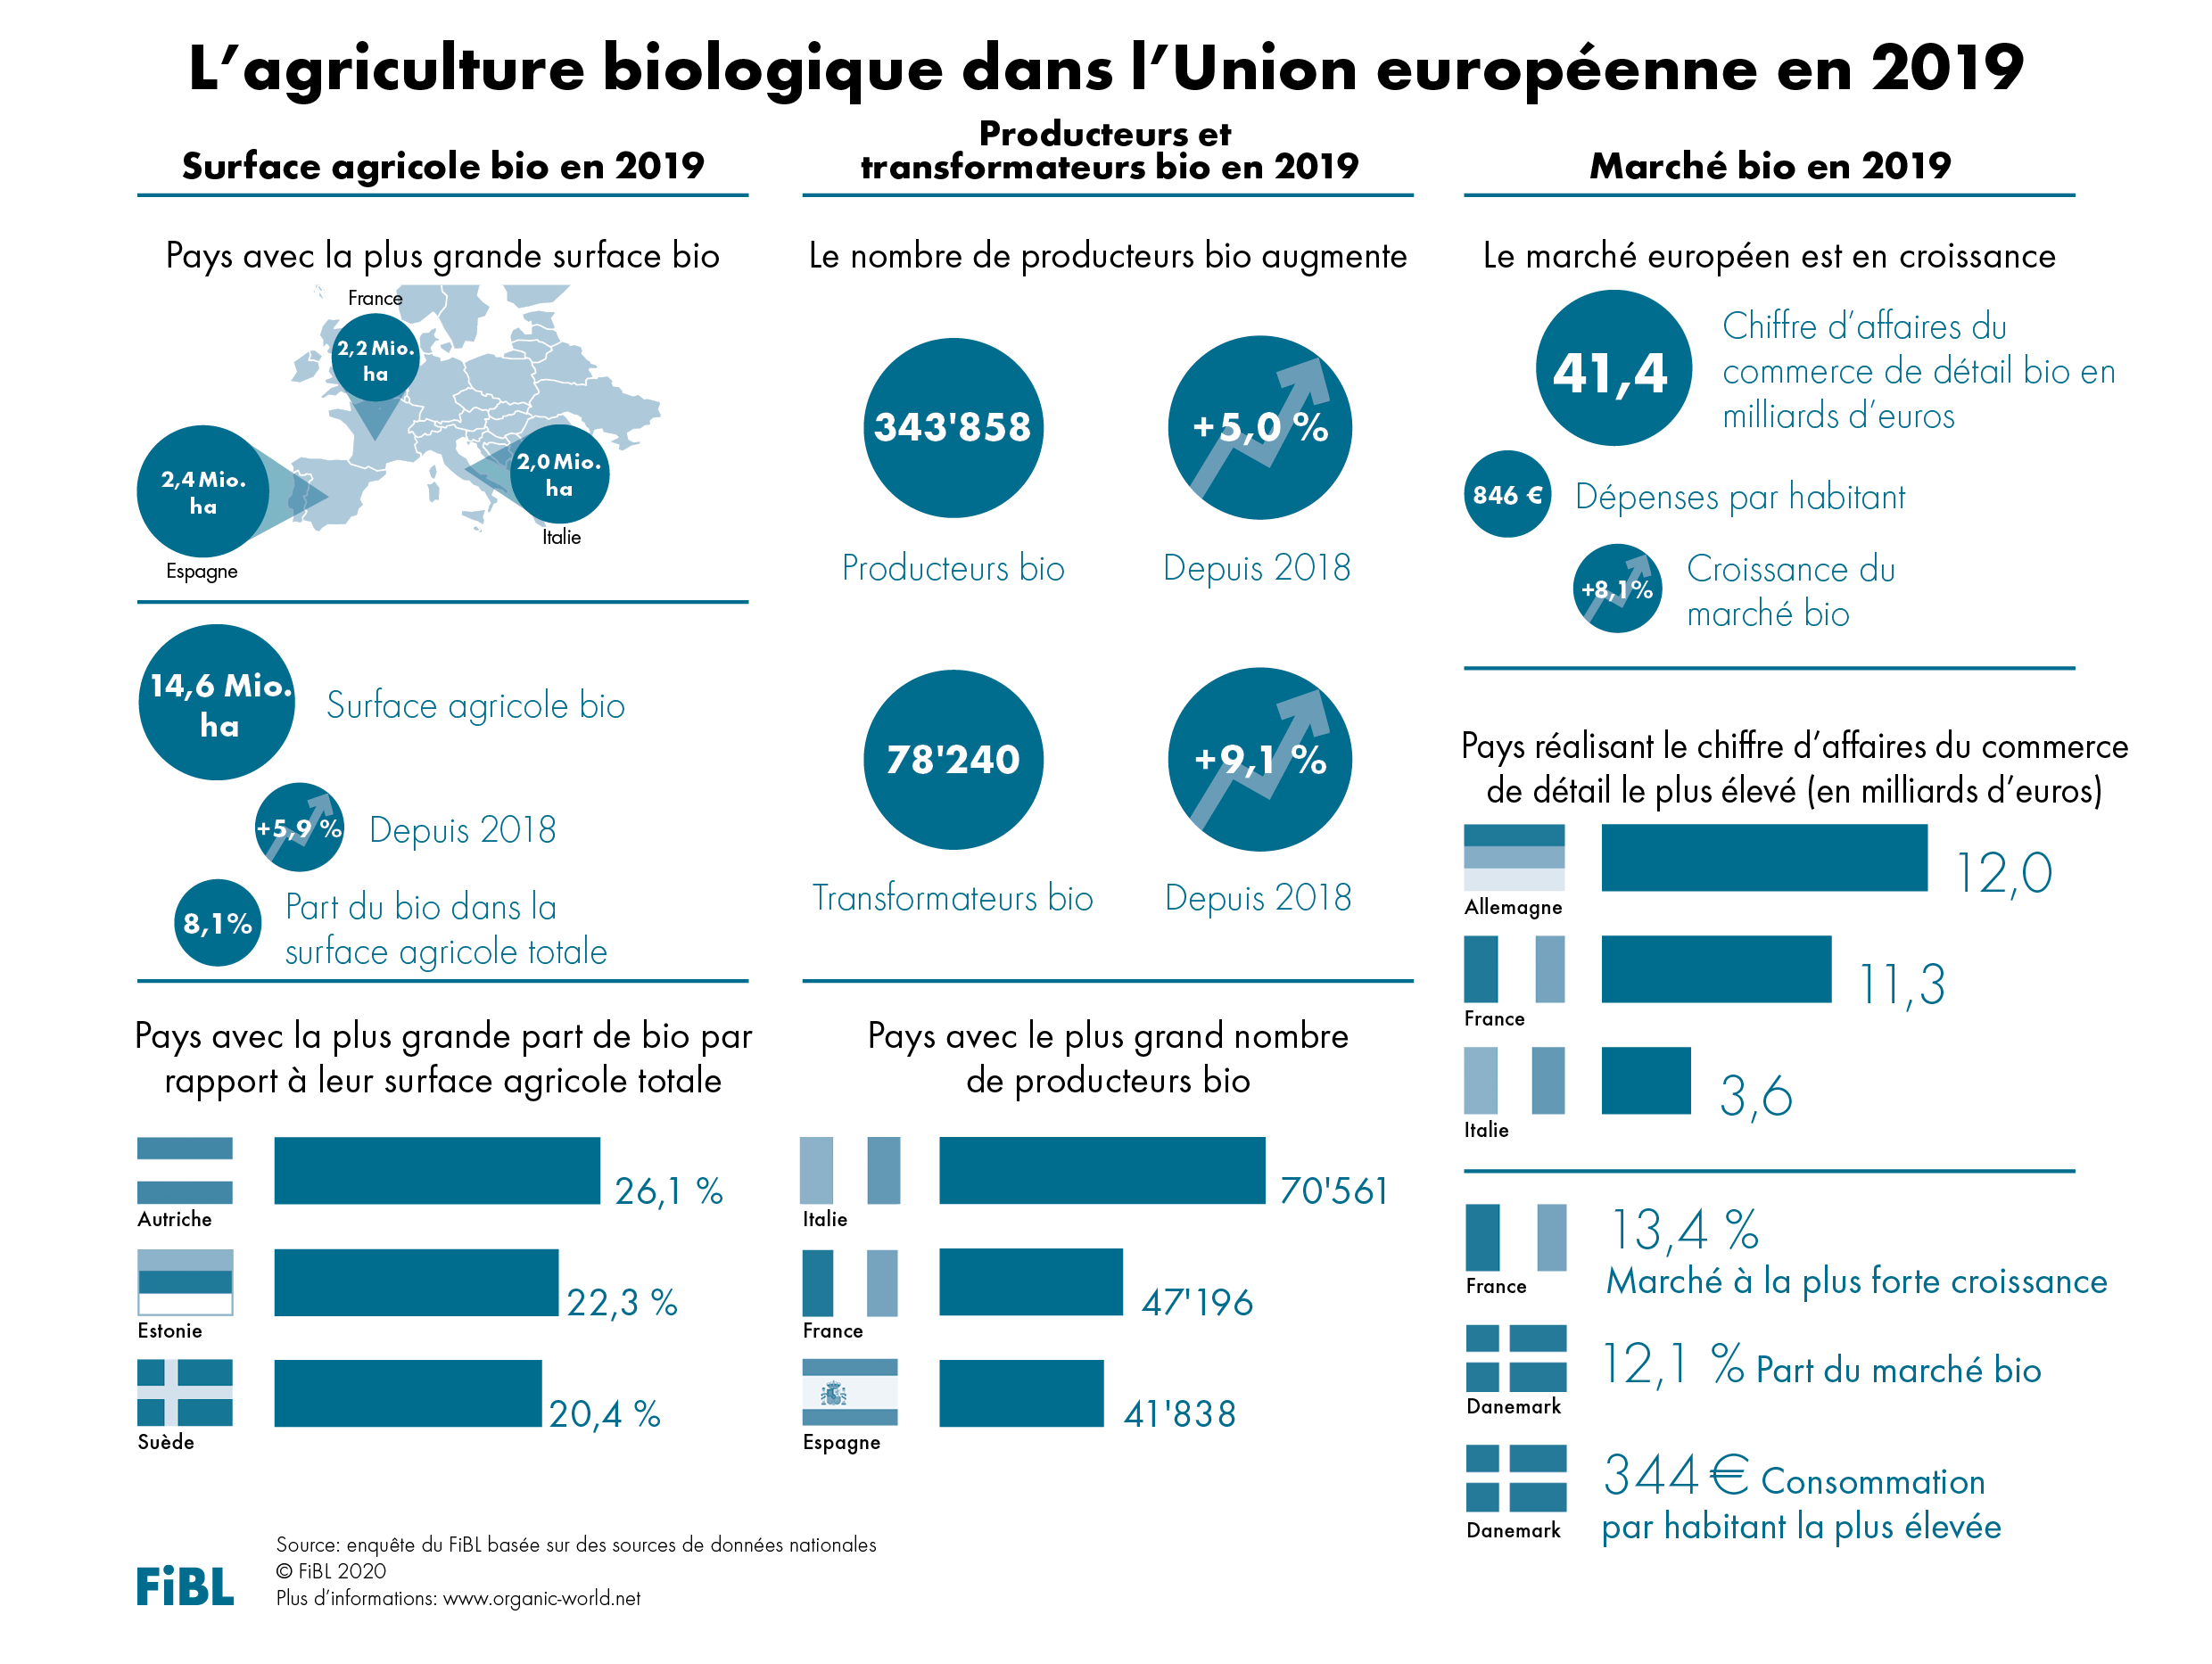 L’agriculture biologique dans l’Union européenne en 2019
Surface agricole bio en 2019
Pays avec la plus grande surface bio
France
2,2 Mio.
ha
2,4 Mio.
ha
Espagne
2,0 Mio.
ha
Italie
14,6 Mio.
ha
Surface agricole bio
+5,9 %
Depuis 2018
8,1%
Part du bio dans la
surface agricole totale
Pays avec la plus grande part de bio par
rapport à leur surface agricole totale
Autriche
26,1 %
Estonie
22,3 %
Suède
20,4 %
Producteurs et
transformateurs bio en 2019
Le nombre de producteurs bio augmente
343'858
+5,0 %
Producteurs bio
Depuis 2018
78'240
+9,1 %
Transformateurs bio
Depuis 2018
Pays avec le plus grand nombre
de producteurs bio
Italie
70'561
France
47'196
Espagne
41'838
Marché bio en 2019
Le marché européen est en croissance
41,4
Chiffre d’affaires du
commerce de détail bio en
milliards d’euros
846 €
Dépenses par habitant
+8,1%
Croissance du
marché bio
Pays réalisant le chiffre d’affaires du commerce
de détail le plus élevé (en milliards d’euros)
Allemagne
12,0
France
11,3
Italie
3,6
France
13,4 %
Marché à la plus forte croissance
Danemark
12,1 % Part du marché bio
Danemark
344 € Consommation
par habitant la plus élevée
FiBL
Source: enquête du FiBL basée sur des sources de données nationales
© FiBL 2020
Plus d’informations: www.organic-world.net